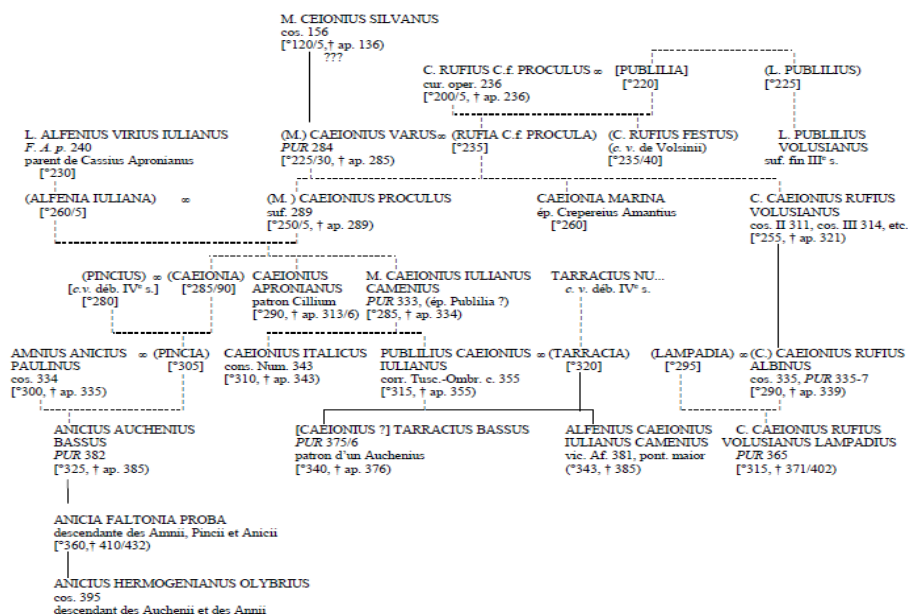 M. CEIONIUS SILVANUS
cos. 156
[°120/5,† ap. 136)
???
C. RUFIUS C.f. PROCULUS ∞ [PUBLILIA] (L. PUBLILIUS)
cur. oper. 236 [°220] [°225]
[°200/5, † ap. 236)
L. ALFENIUS VIRIUS IULIANUS (M.) CAEIONIUS VARUS ∞ (RUFIA C.f. PROCULA) (C. RUFIUS FESTUS) L. PUBLILIUS
F. A. p. 240 PUR 284 [°235] (c. v. de Volsinii) VOLUSIANUS
parent de Cassius Apronianus [°225/30, † ap. 285) [°235/40] suf. fin IIIe s.
[°230]
(ALFENIA IULIANA) ∞ (M. ) CAEIONIUS PROCULUS CAEIONIA MARINA C. CAEIONIUS RUFIUS
[°260/5] suf. 289 ép. Crepereius Amantius VOLUSIANUS
[°250/5, † ap. 289) [°260] cos. II 311, cos. III 314, etc.
[°255, † ap. 321)
(PINCIUS) ∞ (CAEIONIA) CAEIONIUS M. CAEIONIUS IULIANUS TARRACIUS NU...
[c.v. déb. IVe s.] [°285/90] APRONIANUS CAMENIUS c. v. déb. IVe s.
[°280] patron Cillium PUR 333, (ép. Publilia ?)
[°290, † ap. 313/6) [°285, † ap. 334)
AMNIUS ANICIUS ∞ (PINCIA) CAEIONIUS ITALICUS PUBLILIUS CAEIONIUS ∞ (TARRACIA) (LAMPADIA) ∞ (C.) CAEIONIUS RUFIUS
PAULINUS [°305] cons. Num. 343 IULIANUS [°320] [°295] ALBINUS
cos. 334 [°310, † ap. 343) corr. Tusc.-Ombr. c. 355 cos. 335, PUR 335-7
[°300, † ap. 335) [°315, † ap. 355) [°290, † ap. 339)
ANICIUS AUCHENIUS [CAEIONIUS ?] TARRACIUS BASSUS ALFENIUS CAEIONIUS C. CAEIONIUS RUFIUS
BASSUS PUR 375/6 IULIANUS CAMENIUS VOLUSIANUS LAMPADIUS
PUR 382 patron d'un Auchenius vic. Af. 381, pont. maior PUR 365
[°325, † ap. 385) [°340, † ap. 376) (°343, † 385) [°315, † 371/402)
ANICIA FALTONIA PROBA
descendante des Amnii, Pincii et Anicii
[°360,† 410/432)
ANICIUS HERMOGENIANUS OLYBRIUS
cos. 395
descendant des Auchenii et des Annii